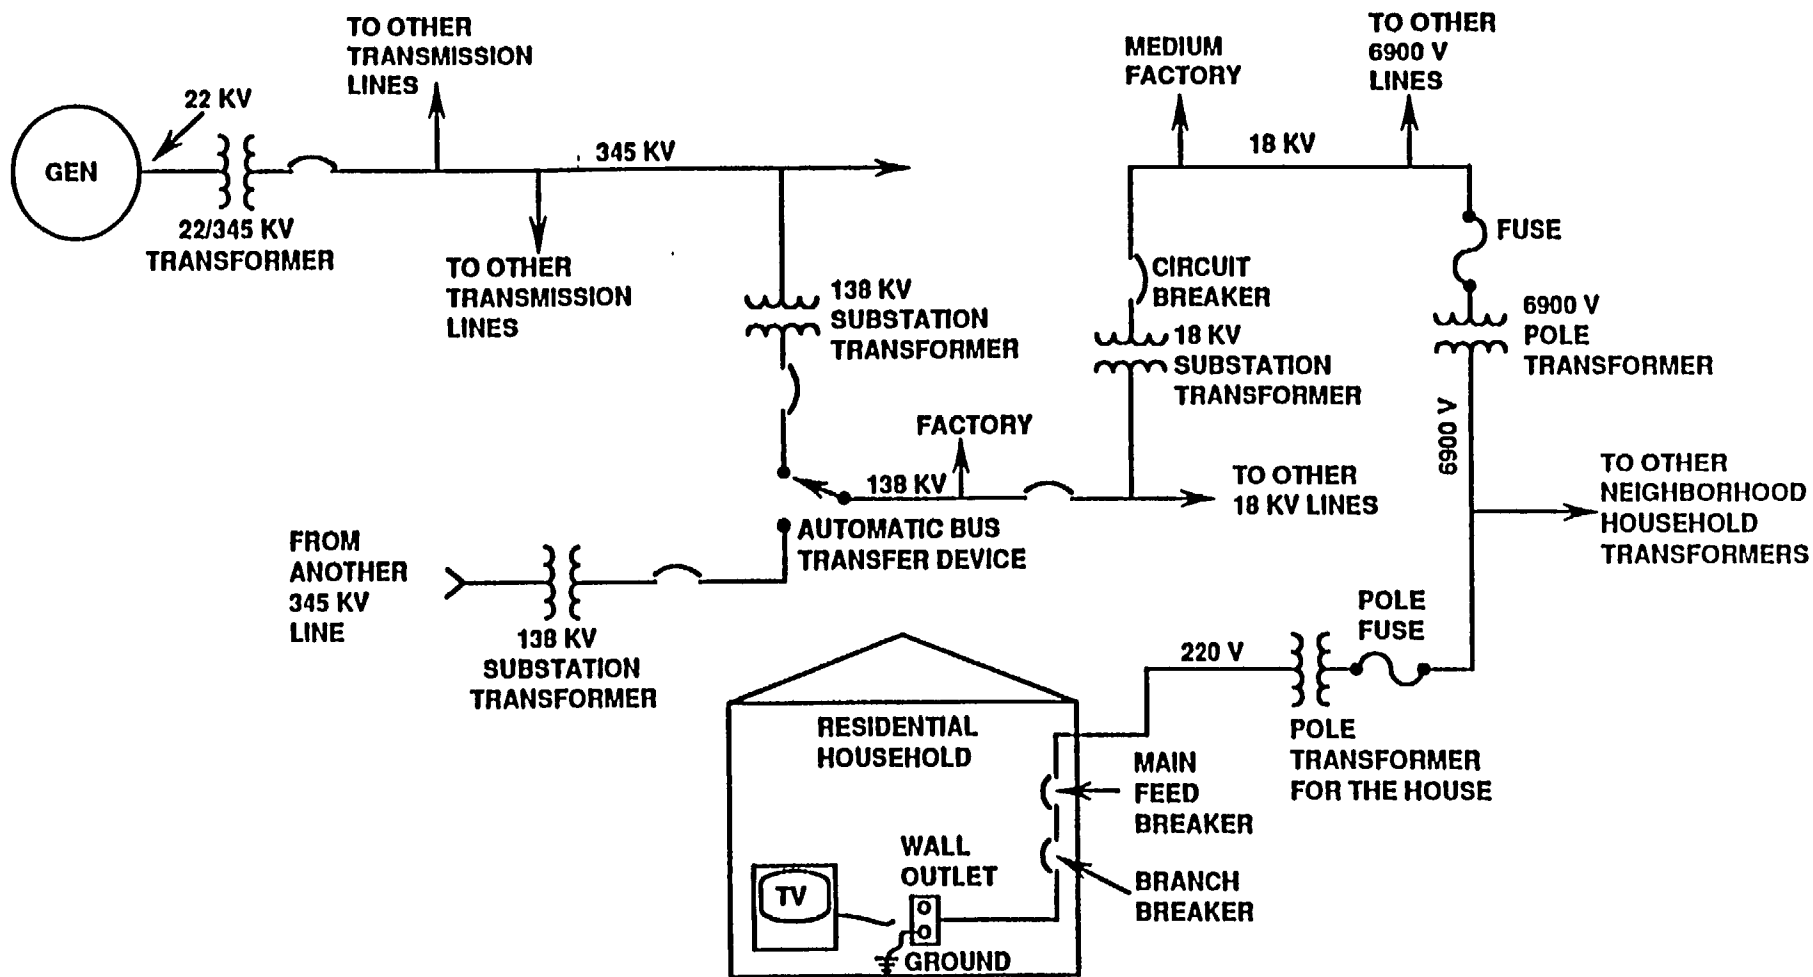 TO OTHER
TRANSMISSION
LINES
22 KV
GEN
345 KV
22/345 KV
TRANSFORMER
TO OTHER
TRANSMISSION
LINES
138 KV
SUBSTATION
TRANSFORMER
MEDIUM
FACTORY
TO OTHER
6900 V
LINES
18 KV
FUSE
CIRCUIT
BREAKER
18 KV
SUBSTATION
TRANSFORMER
6900 V
POLE
TRANSFORMER
6900 V
FACTORY
138 KV
TO OTHER
18 KV LINES
AUTOMATIC BUS
TRANSFER DEVICE
TO OTHER
NEIGHBORHOOD
HOUSEHOLD
TRANSFORMERS
FROM
ANOTHER
345 KV
LINE
138 KV
SUBSTATION
TRANSFORMER
POLE
FUSE
220 V
POLE
TRANSFORMER
FOR THE HOUSE
RESIDENTIAL
HOUSEHOLD
MAIN
FEED
BREAKER
WALL
OUTLET
BRANCH
BREAKER
TV
GROUND